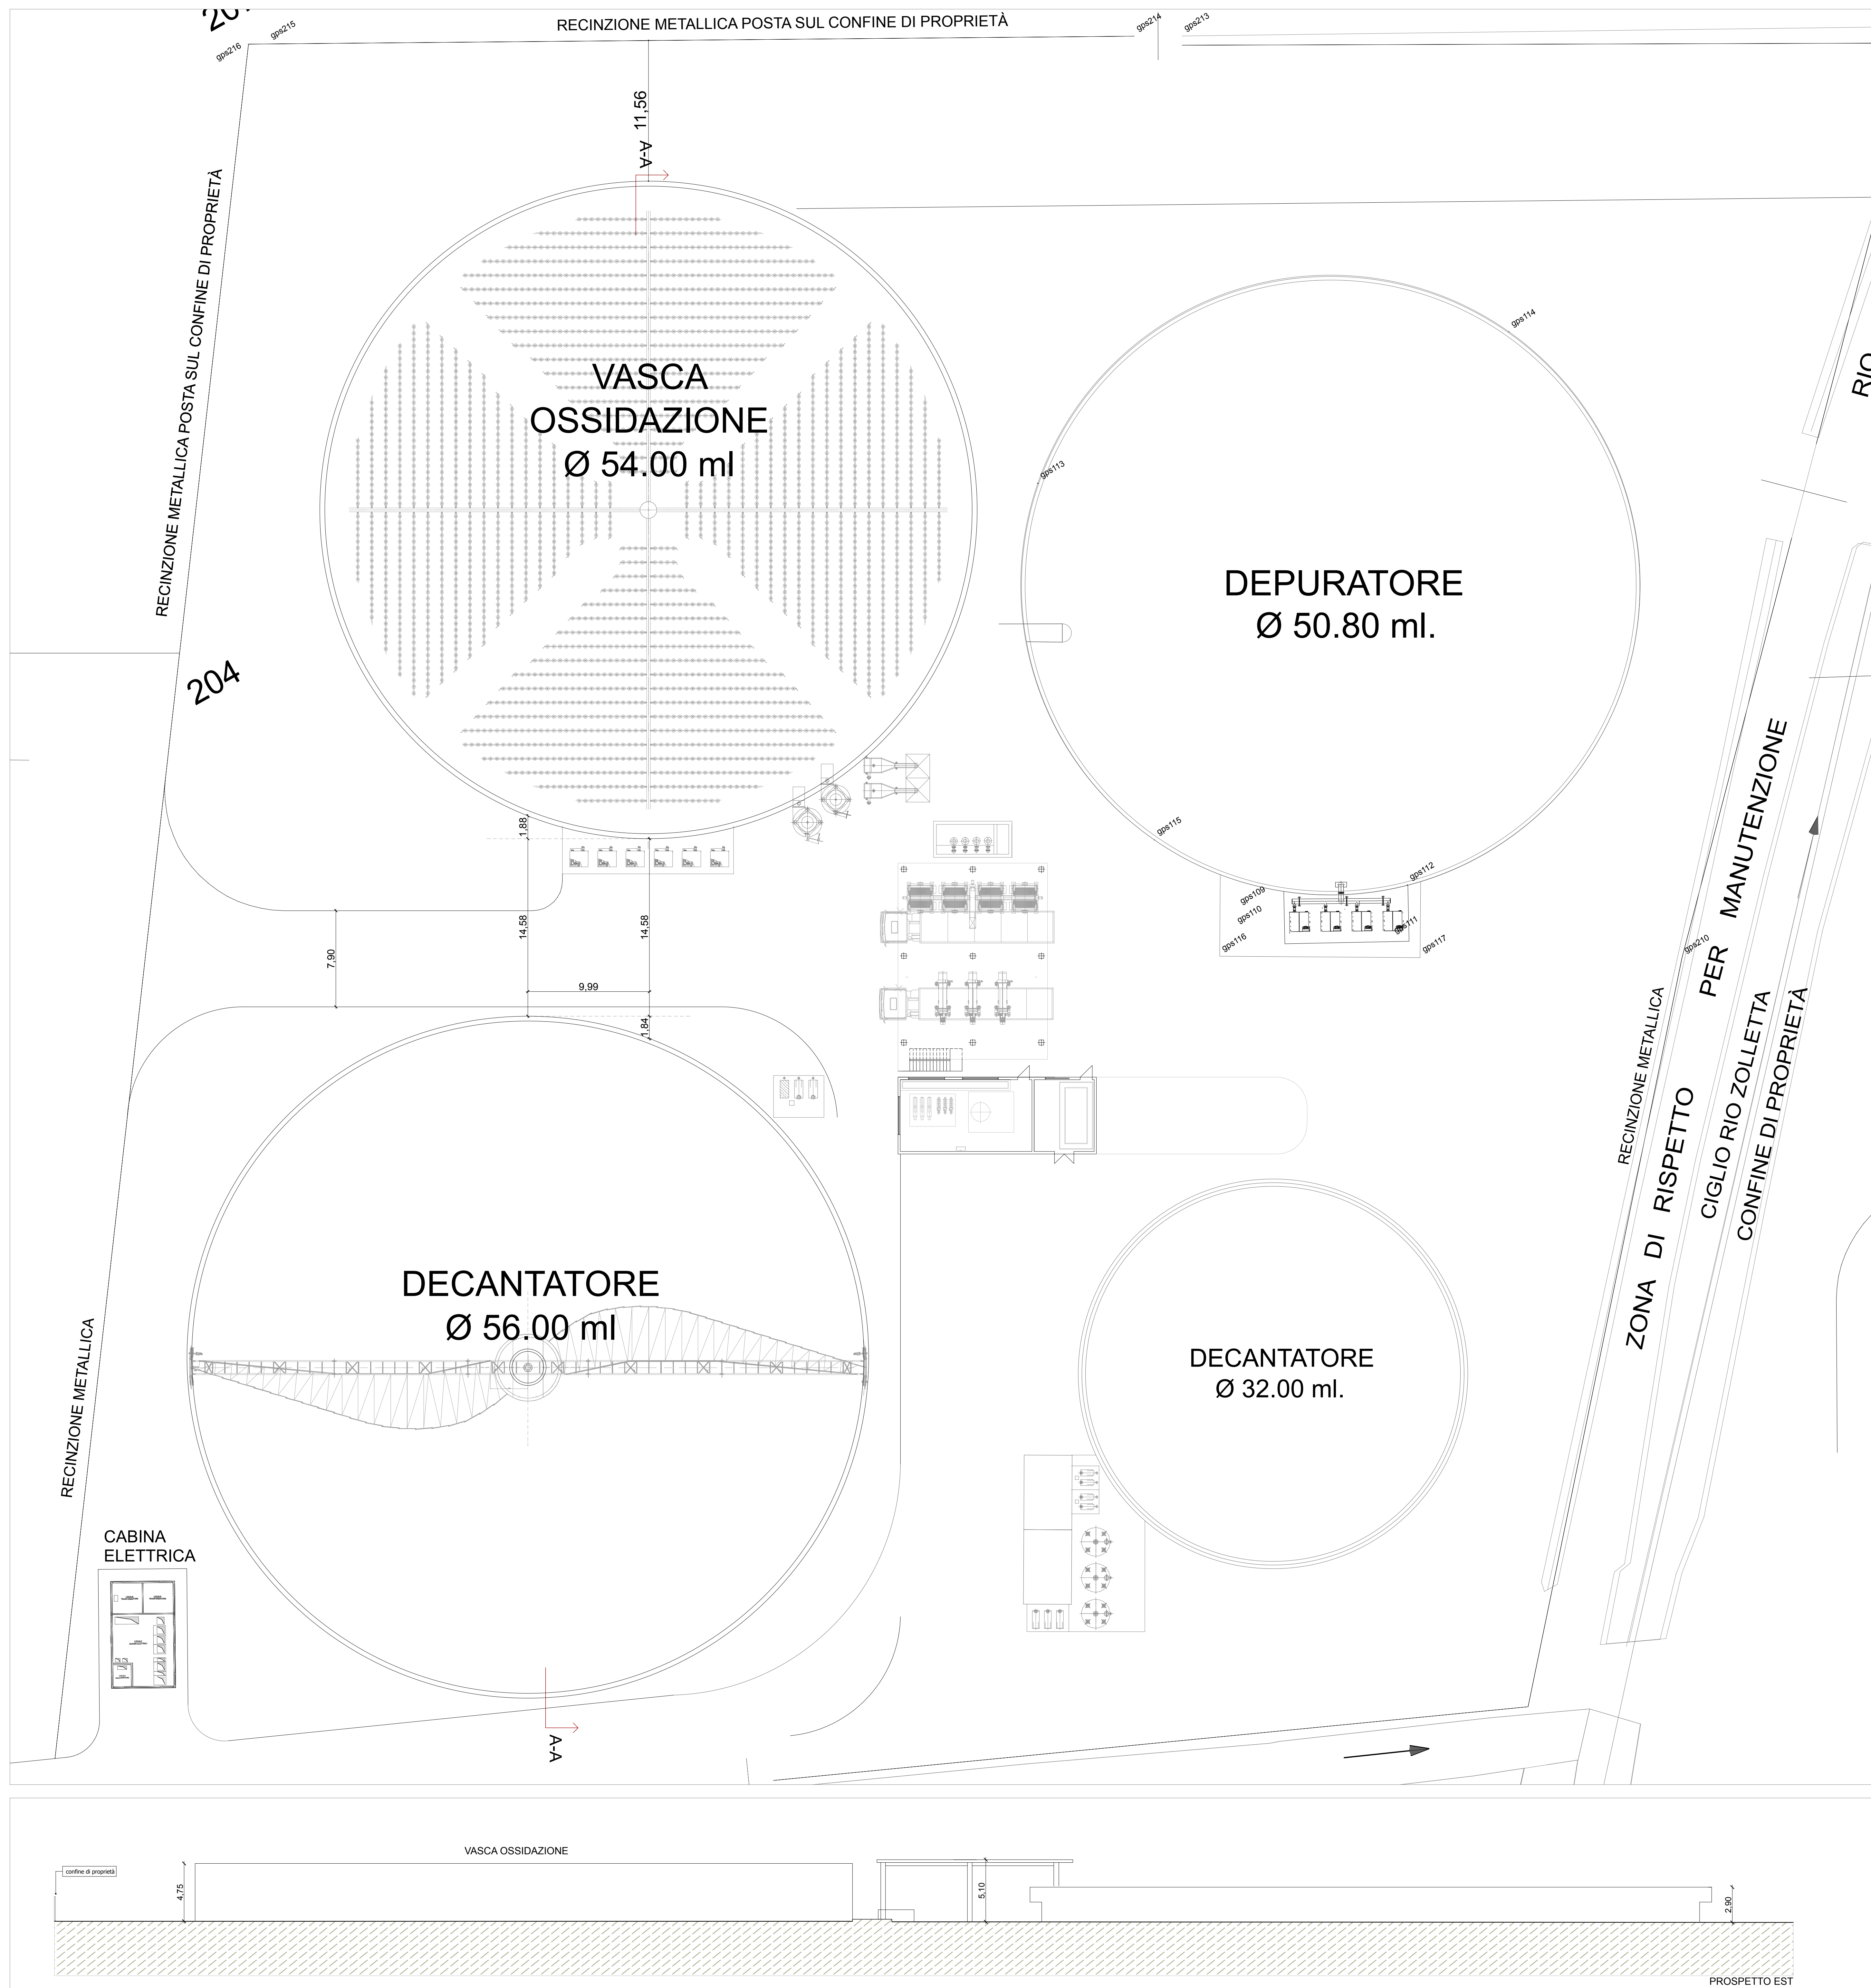 RECINZIONE METALLICA POSTA SUL CONFINE DI PROPRIETÀ
gps214
gps213
gps215
gps216
11,56
A-A
RECINZIONE METALLICA POSTA SUL CONFINE DI PROPRIETÀ
gps114
RIO
VASCA
OSSIDAZIONE
Ø 54.00 ml
gps113
DEPURATORE
Ø 50.80 ml.
204
1,88
gps115
gps112
gps109
gps110
gps111
gps116
gps117
gps210
14,58
14,58
7,90
9,99
1,84
RECINZIONE METALLICA
ZONA DI RISPETTO PER MANUTENZIONE
CIGLIO RIO ZOLLETTA
CONFINE DI PROPRIETÀ
DECANTATORE
Ø 56.00 ml
DECANTATORE
Ø 32.00 ml.
RECINZIONE METALLICA
CABINA
ELETTRICA
A-A
VASCA OSSIDAZIONE
confine di proprietà
4,75
5,10
2,90
PROSPETTO EST